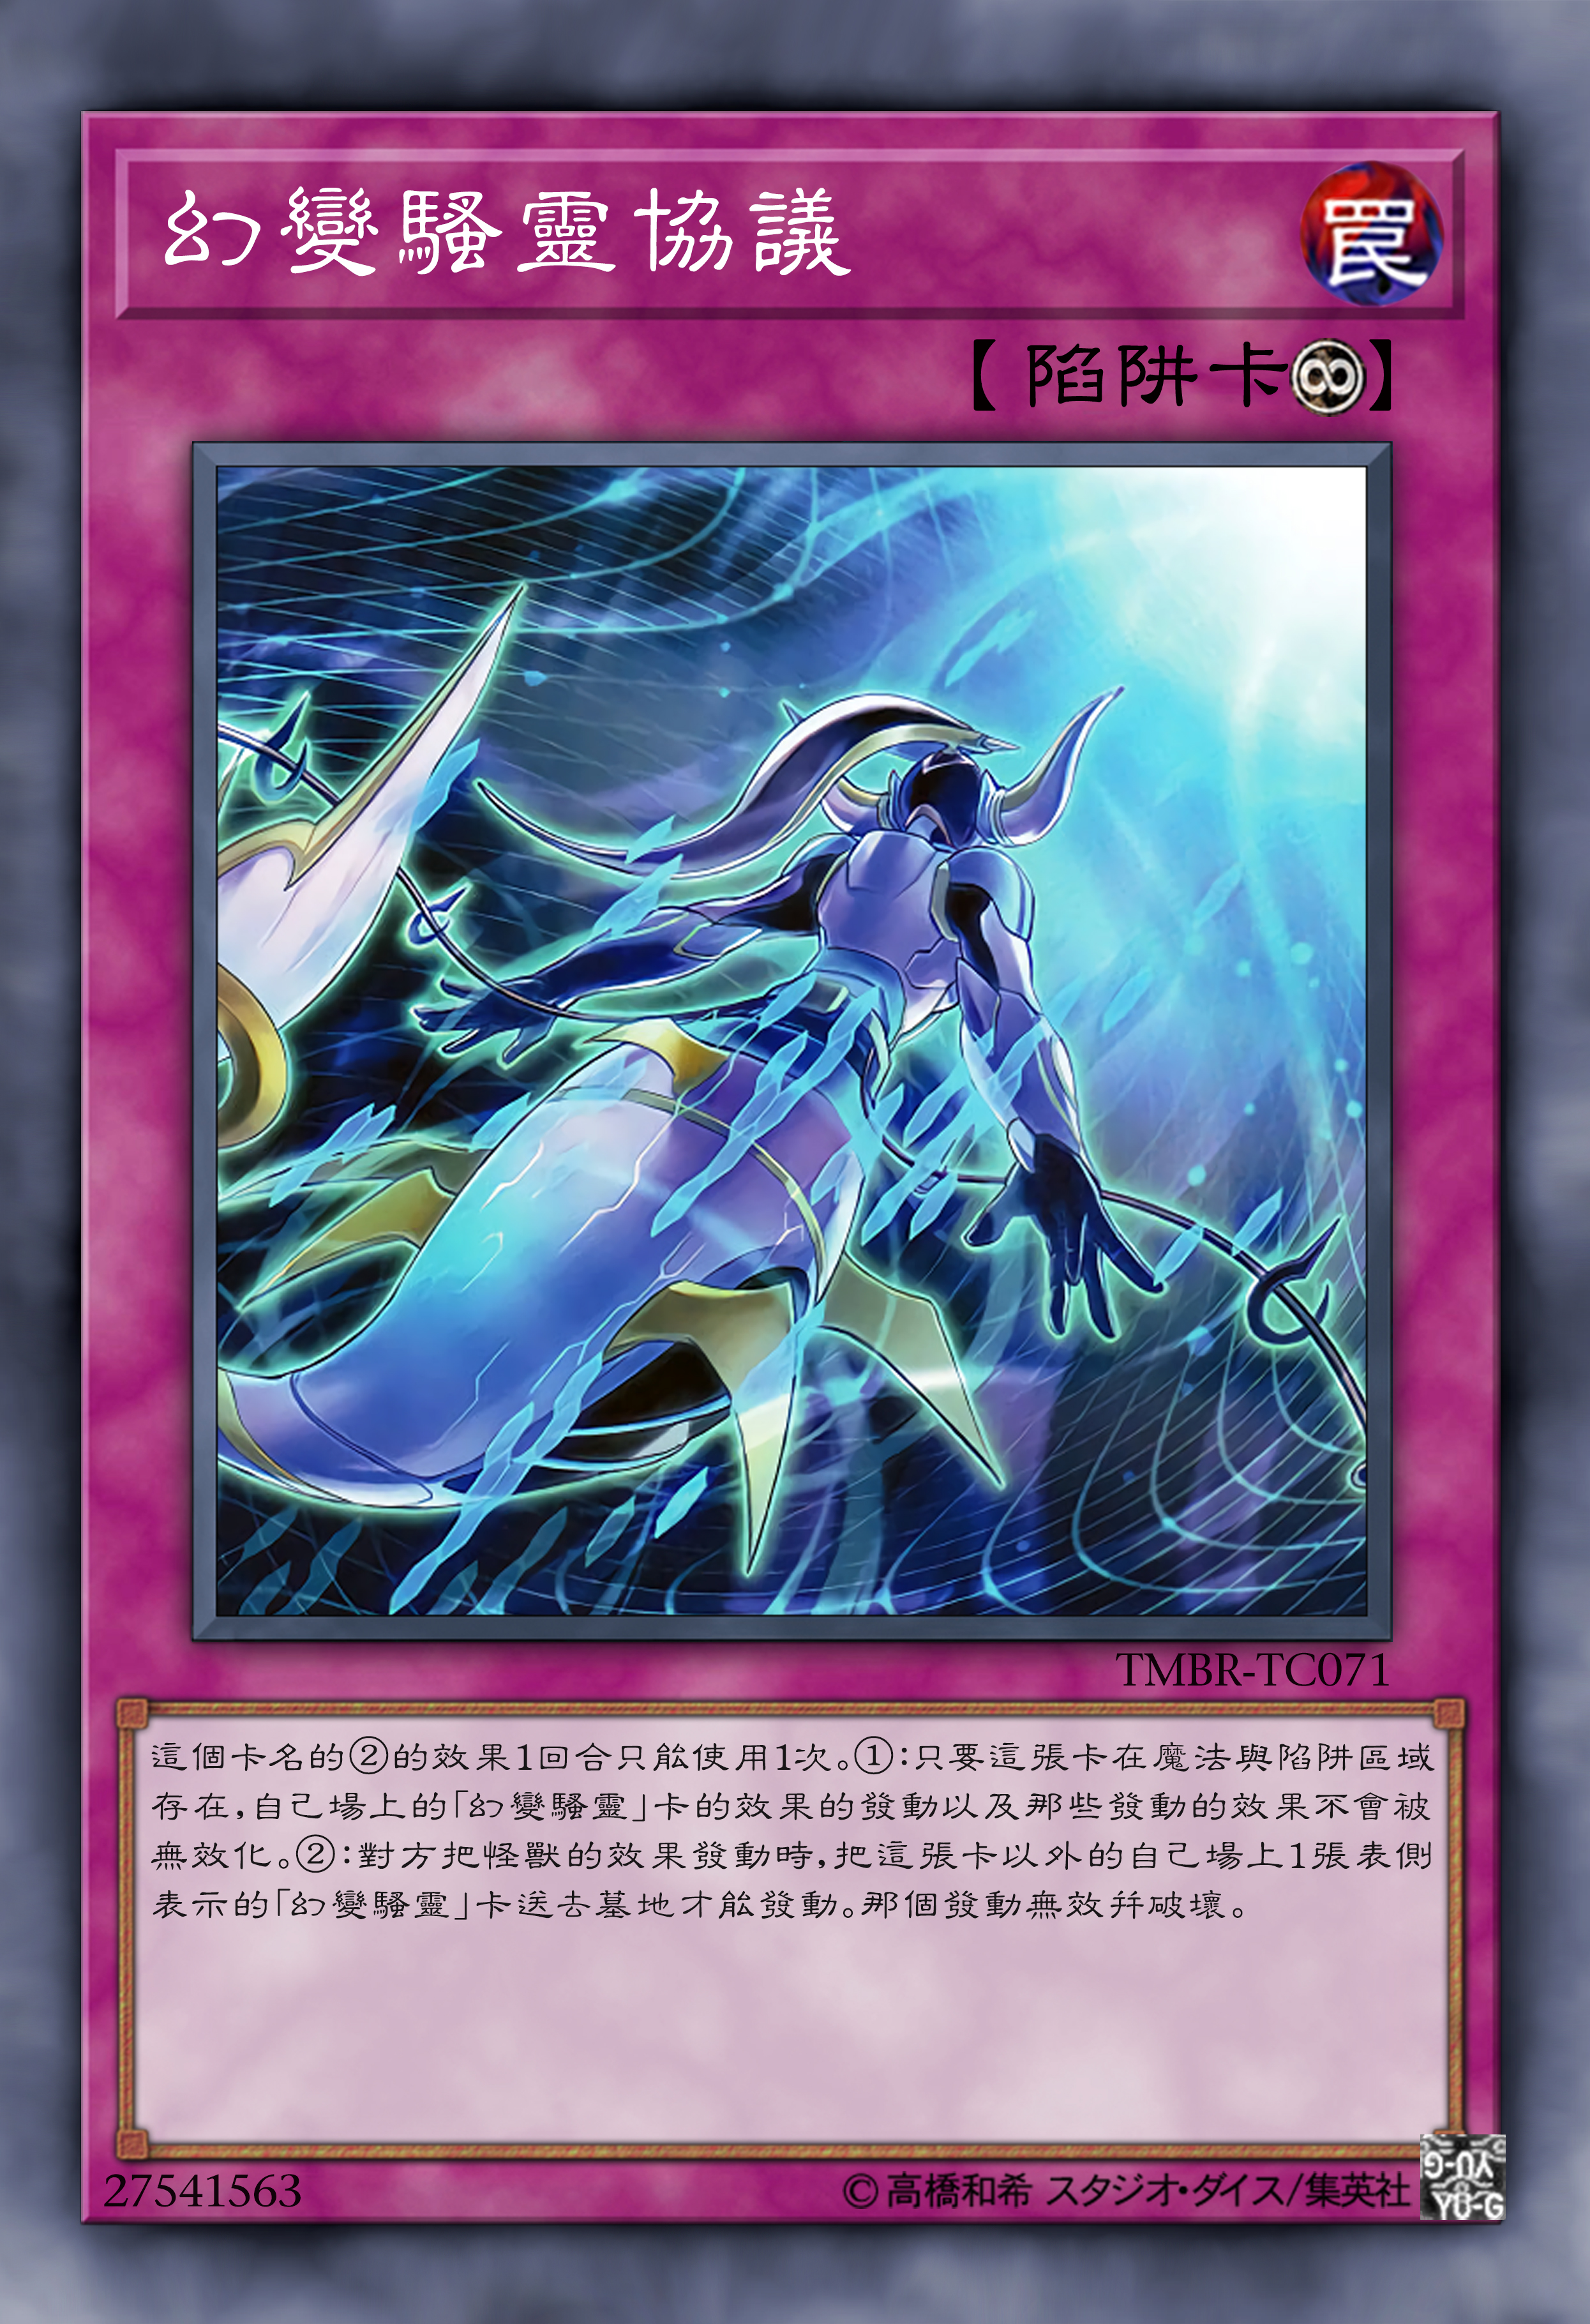 幻變騷靈協議
罠
【陷阱卡∞】
TMBR-TC071
這個卡名的②的效果1回合只能使用1次。①：只要這張卡在魔法與陷阱區域
存在，自己場上的「幻變騷靈」卡的效果的發動以及那些發動的效果不會被
無效化。②：對方把怪獸的效果發動時，把這張卡以外的自己場上1張表側
表示的「幻變騷靈」卡送去墓地才能發動。那個發動無效并破壞。
27541563
©高橋和希 スタジオ・ダイス/集英社
YU-G
YU-G